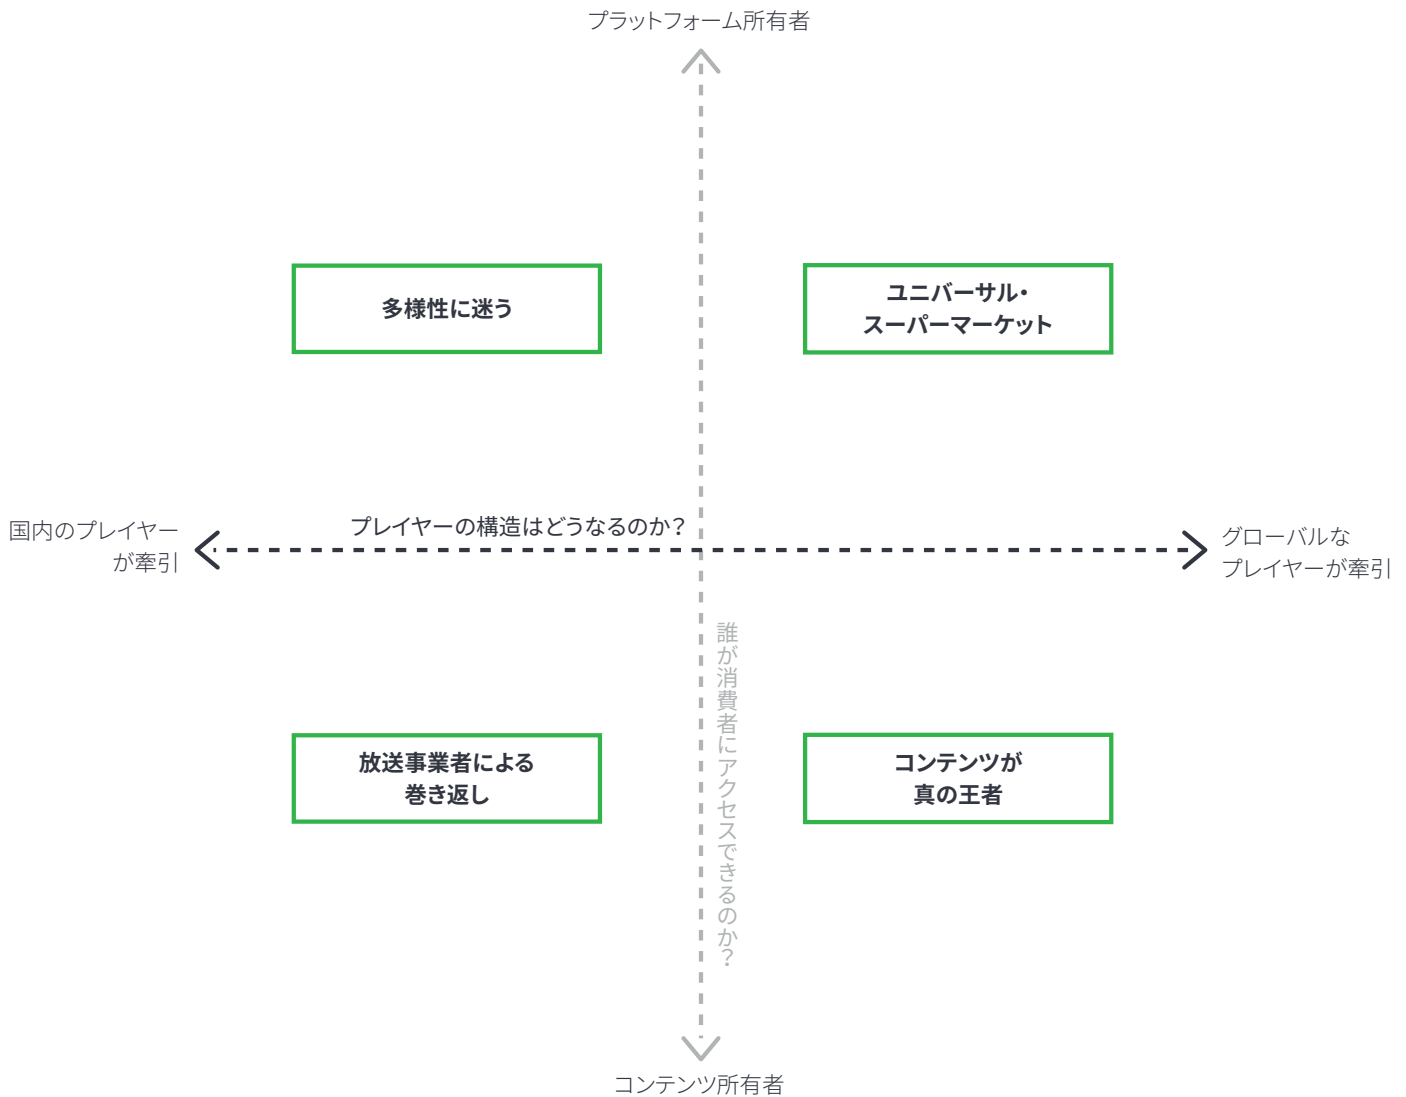 プラットフォーム所有者
多様性に迷う
ユニバーサル・
スーパーマーケット
プレイヤーの構造はどうなるのか？
国内のプレイヤー
が牽引
グローバルな
プレイヤーが牽引
誰が消費者にアクセスできるのか？
放送事業者による
巻き返し
コンテンツが
真の王者
コンテンツ所有者